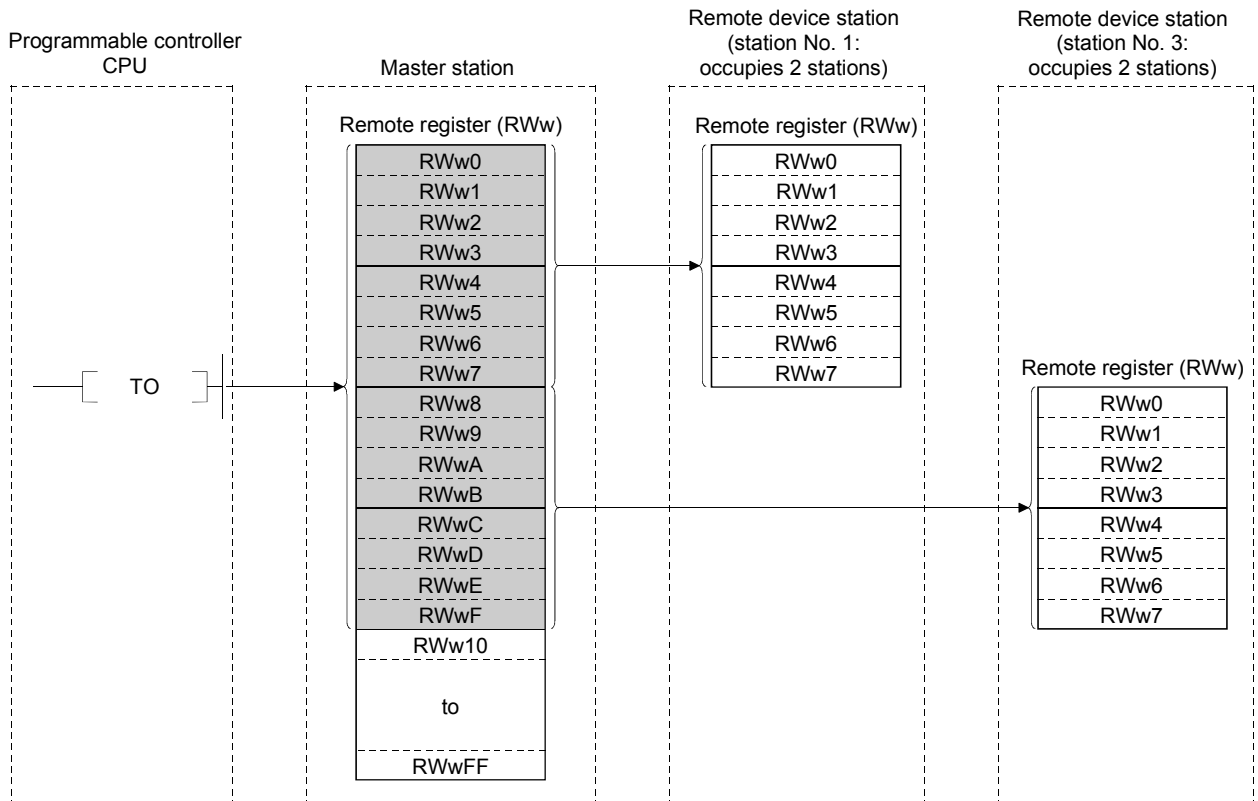 Programmable controller
CPU
Master station
Remote device station
(station No. 1:
occupies 2 stations)
Remote device station
(station No. 3:
occupies 2 stations)
TO
Remote register (RWw)
RWw0
RWw1
RWw2
RWw3
RWw4
RWw5
RWw6
RWw7
RWw8
RWw9
RWwA
RWwB
RWwC
RWwD
RWwE
RWwF
RWw10
to
RWwFF
Remote register (RWw)
RWw0
RWw1
RWw2
RWw3
RWw4
RWw5
RWw6
RWw7
Remote register (RWw)
RWw0
RWw1
RWw2
RWw3
RWw4
RWw5
RWw6
RWw7